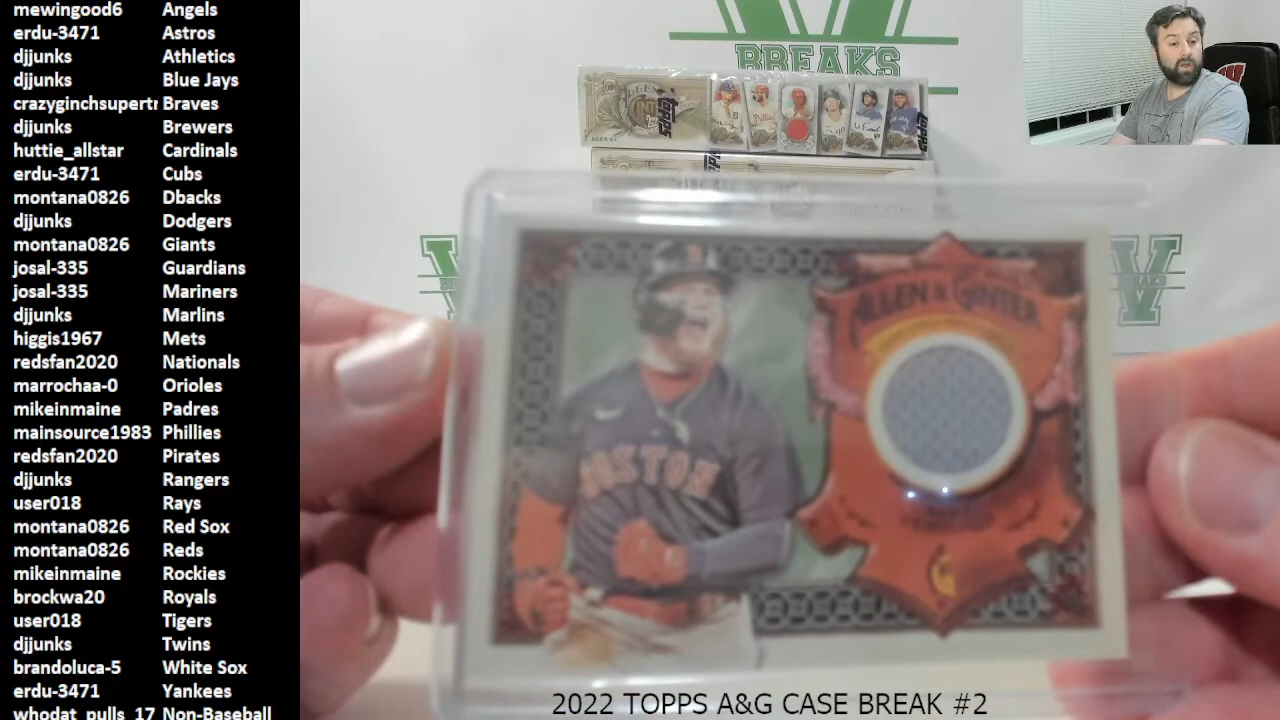 mewingood6 Angels
erdu-3471 Astros
djjunks Athletics
djjunks Blue Jays
crazyginchsupertr Braves
djjunks Brewers
huttie_allstar Cardinals
erdu-3471 Cubs
montana0826 Dbacks
djjunks Dodgers
montana0826 Giants
josal-335 Guardians
josal-335 Mariners
djjunks Marlins
higgis1967 Mets
redsfan2020 Nationals
marrochaa-0 Orioles
mikeinmaine Padres
mainsource1983 Phillies
redsfan2020 Pirates
djjunks Rangers
user018 Rays
montana0826 Red Sox
montana0826 Reds
mikeinmaine Rockies
brockwa20 Royals
user018 Tigers
djjunks Twins
brandoluca-5 White Sox
erdu-3471 Yankees
whodat_pulls_17 Non-Baseball
V
BREAKS
TOPPS
V
BREAKS
ALLEN & GINTER
BOSTON
2022 TOPPS A&G CASE BREAK #2